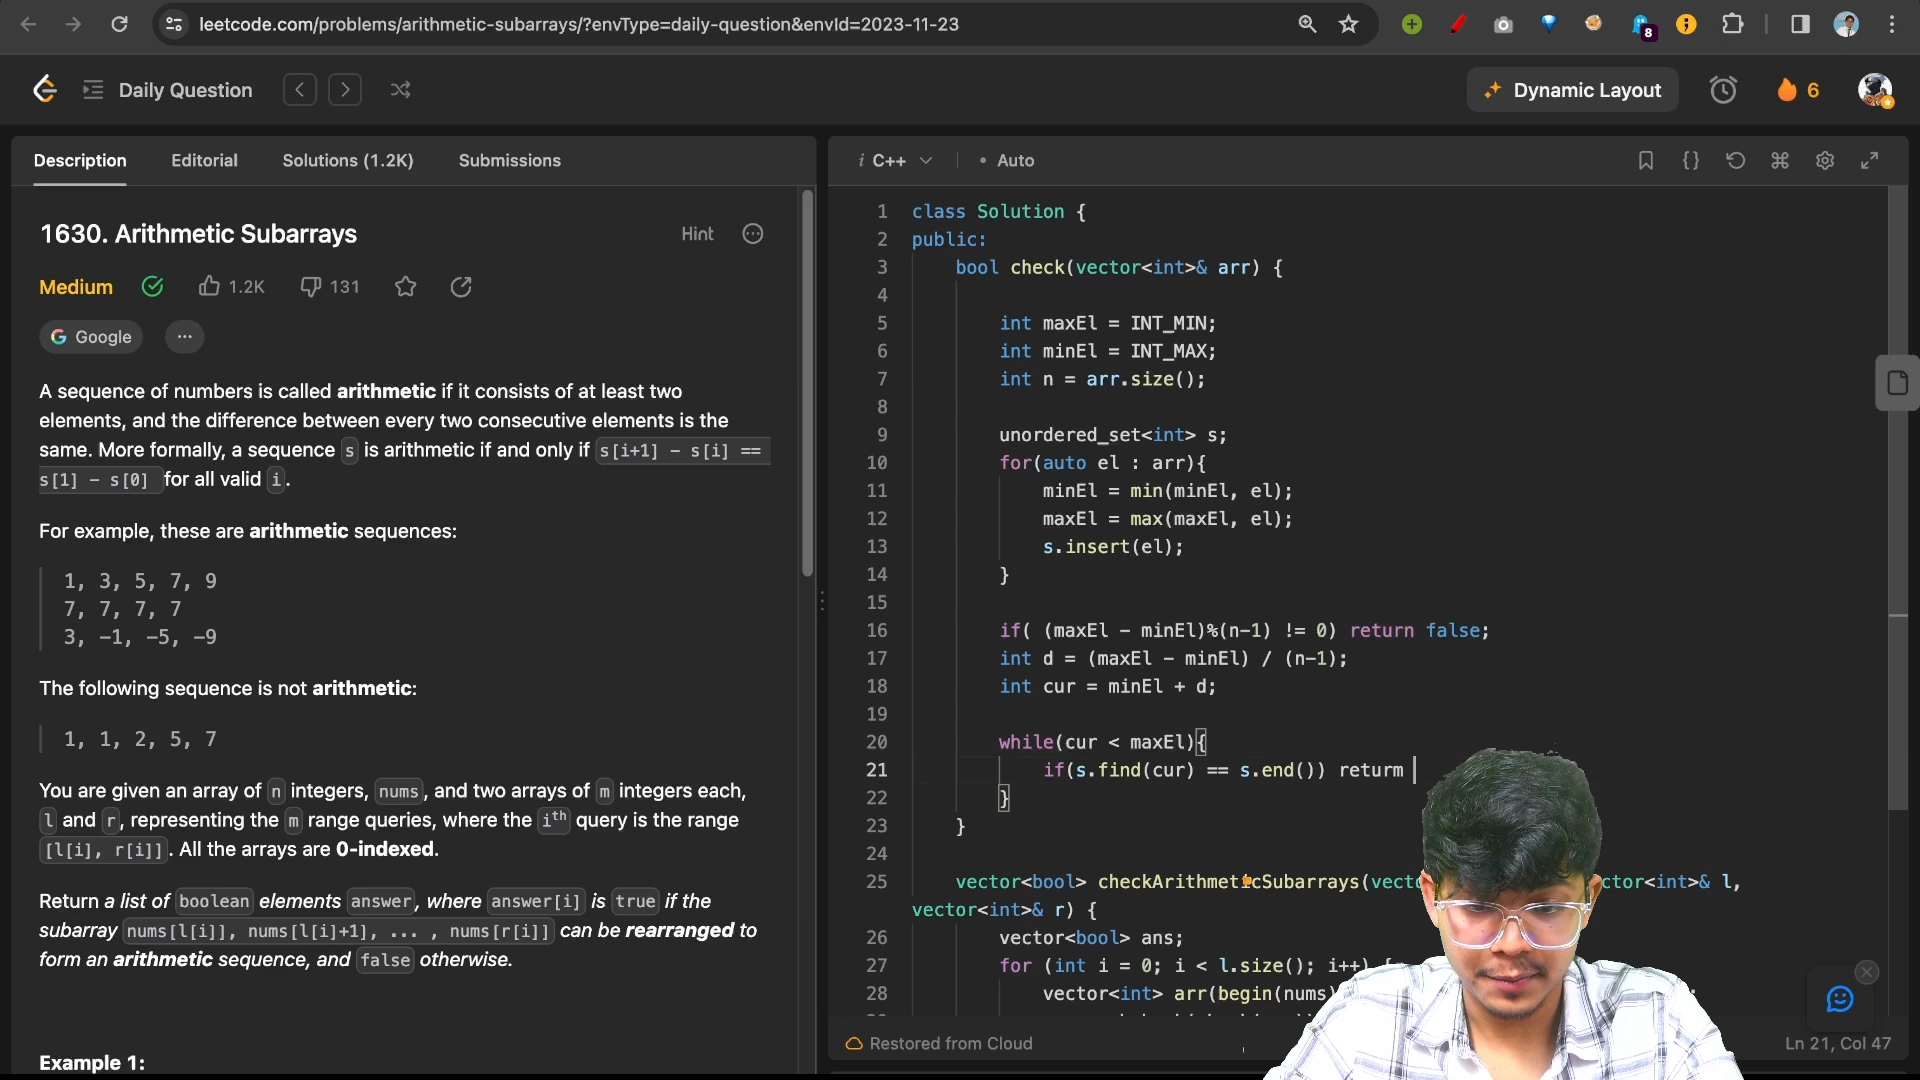 leetcode.com/problems/arithmetic-subarrays/?envType=daily-question&envId=2023-11-23
8
Daily Question
Dynamic Layout
6
Description Editorial Solutions (1.2K) Submissions
1630. Arithmetic Subarrays
Hint
Medium 1.2K 131
Google
A sequence of numbers is called arithmetic if it consists of at least two
elements, and the difference between every two consecutive elements is the
same. More formally, a sequence s is arithmetic if and only if s[i+1] - s[i] ==
s[1] - s[0] for all valid i.
For example, these are arithmetic sequences:
1, 3, 5, 7, 9
7, 7, 7, 7
3, -1, -5, -9
The following sequence is not arithmetic:
1, 1, 2, 5, 7
You are given an array of n integers, nums, and two arrays of m integers each,
l and r, representing the m range queries, where the ith query is the range
[l[i], r[i]]. All the arrays are 0-indexed.
Return a list of boolean elements answer, where answer[i] is true if the
subarray nums[l[i]], nums[l[i]+1], ... , nums[r[i]] can be rearranged to
form an arithmetic sequence, and false otherwise.
Example 1:
i C++ • Auto
1 class Solution {
2 public:
3 bool check(vector<int>& arr) {
4
5 int maxEl = INT_MIN;
6 int minEl = INT_MAX;
7 int n = arr.size();
8
9 unordered_set<int> s;
10 for(auto el : arr){
11 minEl = min(minEl, el);
12 maxEl = max(maxEl, el);
13 s.insert(el);
14 }
15
16 if( (maxEl - minEl)%(n-1) != 0) return false;
17 int d = (maxEl - minEl) / (n-1);
18 int cur = minEl + d;
19
20 while(cur < maxEl){
21 if(s.find(cur) == s.end()) returm
22 }
23 }
24
25 vector<bool> checkArithmeticSubarrays(vect ctor<int>& l,
vector<int>& r) {
26 vector<bool> ans;
27 for (int i = 0; i < l.size(); i++) {
28 vector<int> arr(begin(nums)
Restored from Cloud
Ln 21, Col 47